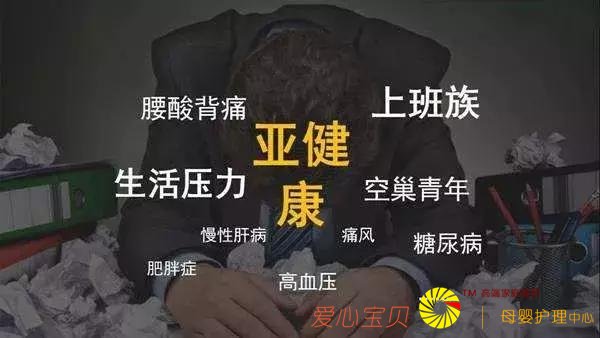 腰酸背痛
上班族
亚健
康
生活压力
空巢青年
慢性肝病
痛风
糖尿病
肥胖症
高血压
爱心宝贝
TM
母婴护理中心